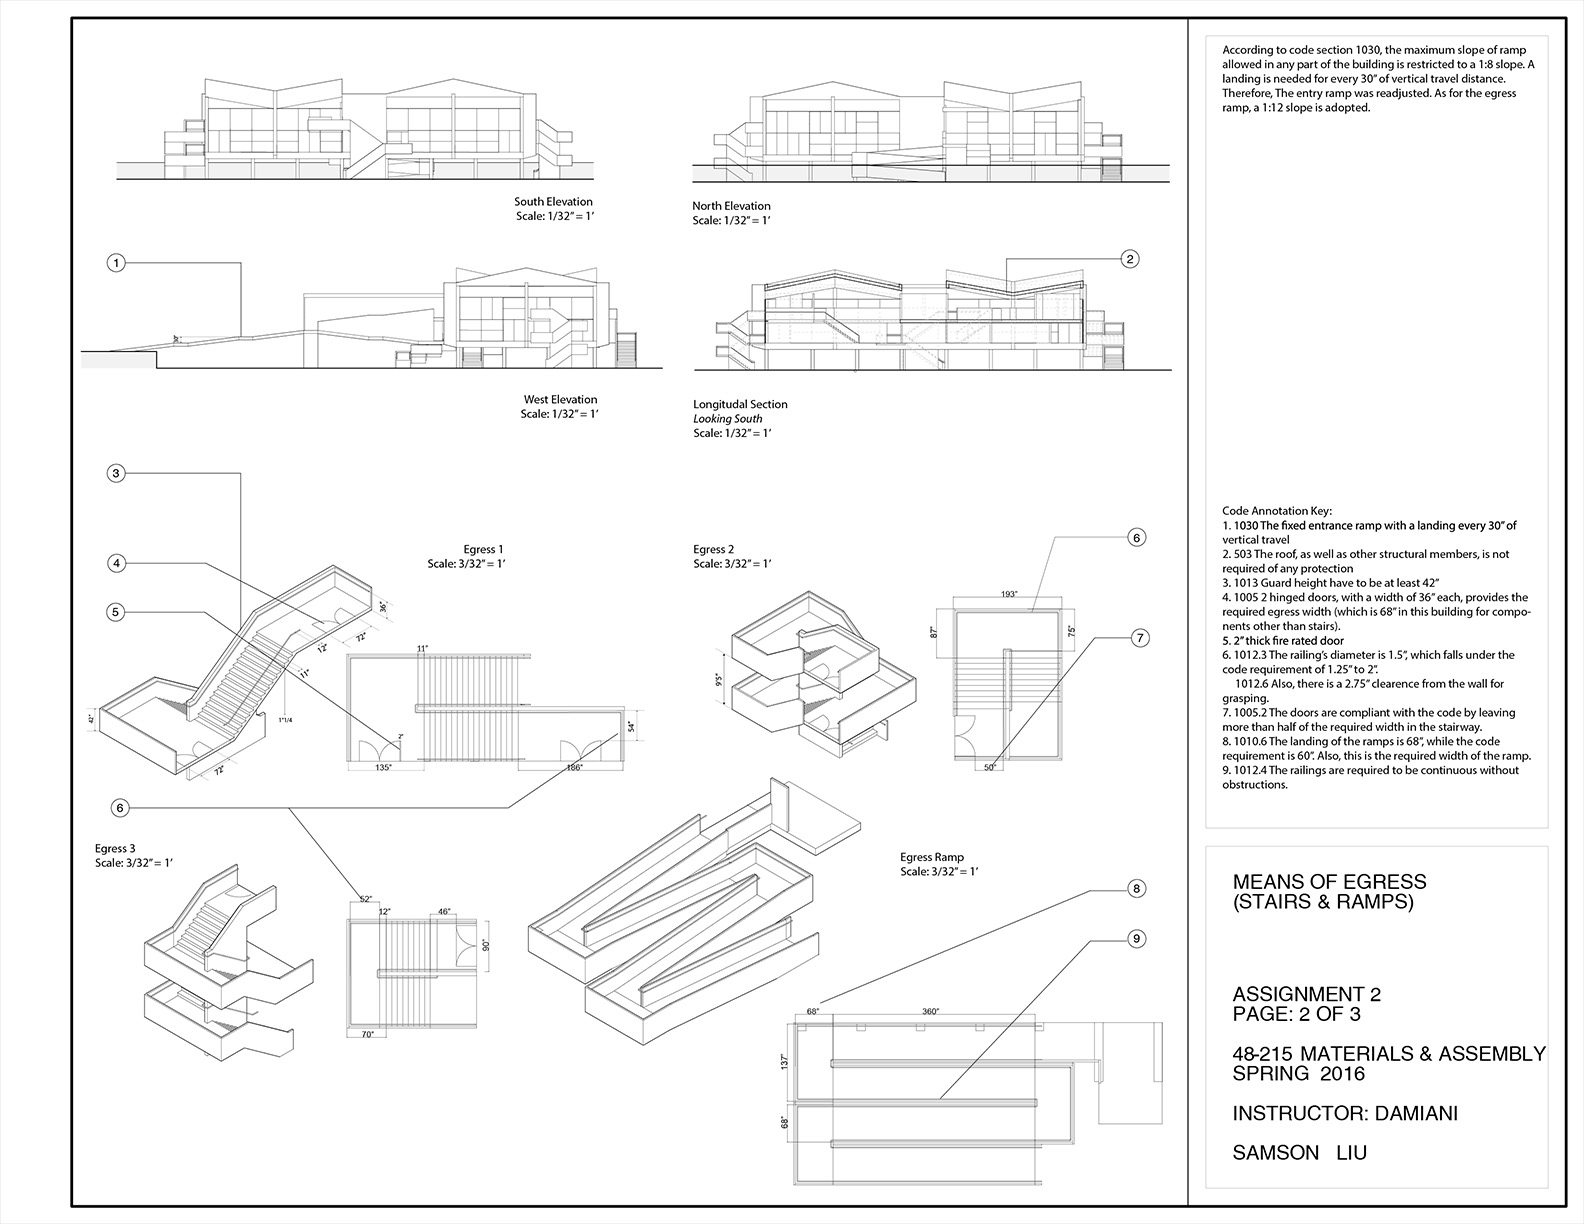 According to code section 1030, the maximum slope of ramp
allowed in any part of the building is restricted to a 1:8 slope. A
landing is needed for every 30” of vertical travel distance.
Therefore, The entry ramp was readjusted. As for the egress
ramp, a 1:12 slope is adopted.
South Elevation
Scale: 1/32” = 1’
North Elevation
Scale: 1/32” = 1’
1
2
30"
West Elevation
Scale: 1/32” = 1’
Longitudal Section
Looking South
Scale: 1/32” = 1’
3
4
5
Egress 1
Scale: 3/32” = 1’
36"
72"
12"
11"
1"1/4
42"
72"
11"
2"
54"
135"
186"
6
Egress 2
Scale: 3/32” = 1’
9'5"
6
193"
87"
75"
7
50"
Egress 3
Scale: 3/32” = 1’
52"
12"
46"
90"
70"
Egress Ramp
Scale: 3/32” = 1’
8
9
68"
360"
137"
68"
Code Annotation Key:
1. 1030 The fixed entrance ramp with a landing every 30” of
vertical travel
2. 503 The roof, as well as other structural members, is not
required of any protection
3. 1013 Guard height have to be at least 42”
4. 1005 2 hinged doors, with a width of 36” each, provides the
required egress width (which is 68” in this building for compo-
nents other than stairs).
5. 2” thick fire rated door
6. 1012.3 The railing’s diameter is 1.5”, which falls under the
code requirement of 1.25” to 2”.
1012.6 Also, there is a 2.75” clearence from the wall for
grasping.
7. 1005.2 The doors are compliant with the code by leaving
more than half of the required width in the stairway.
8. 1010.6 The landing of the ramps is 68”, while the code
requirement is 60”. Also, this is the required width of the ramp.
9. 1012.4 The railings are required to be continuous without
obstructions.
MEANS OF EGRESS
(STAIRS & RAMPS)
ASSIGNMENT 2
PAGE: 2 OF 3
48-215 MATERIALS & ASSEMBLY
SPRING 2016
INSTRUCTOR: DAMIANI
SAMSON LIU